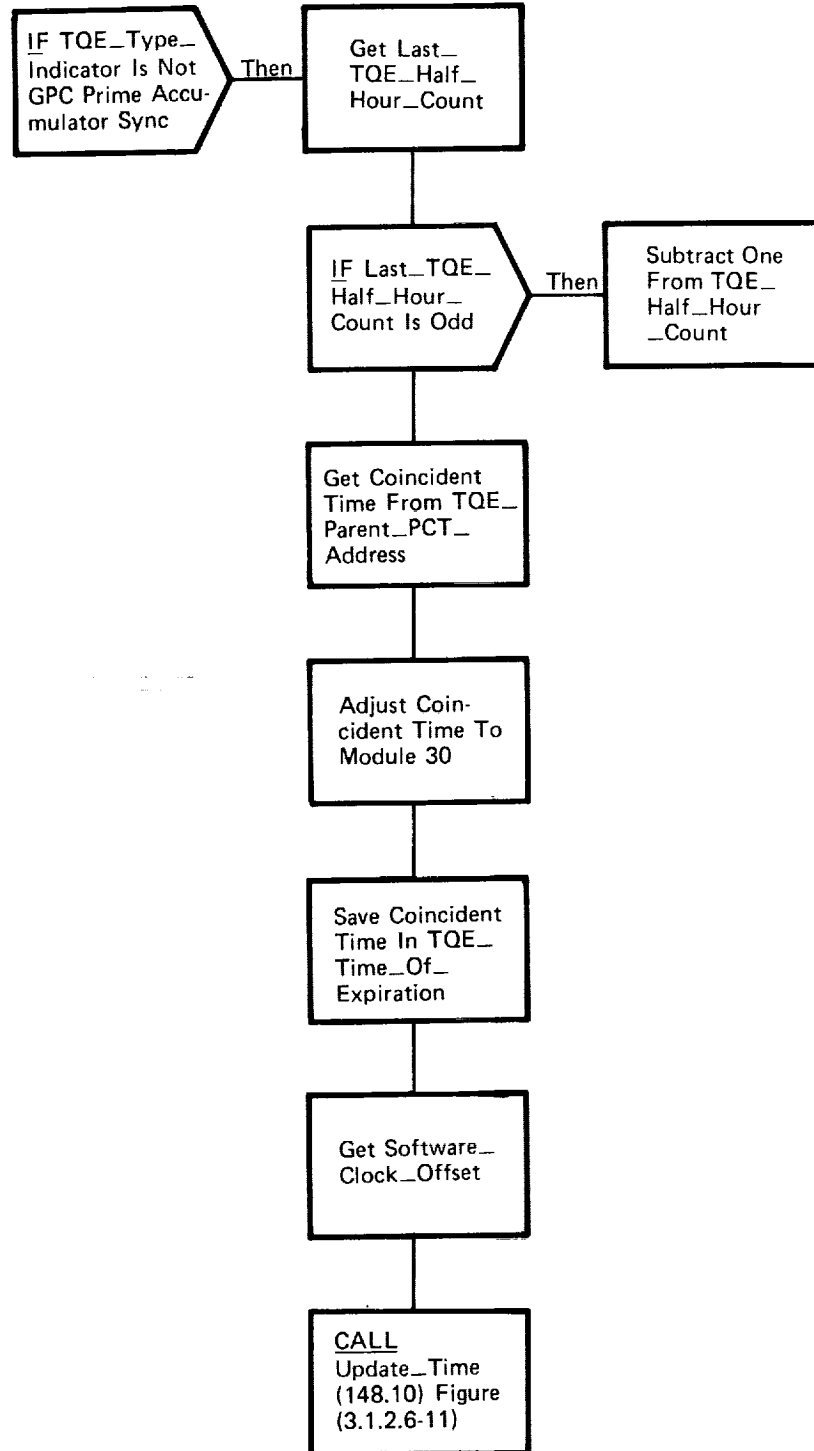 IF TQE_Type_
Indicator Is Not
GPC Prime Accu-
mulator Sync
Then
Get Last_
TQE_Half_
Hour_Count
IF Last_TQE_
Half_Hour_
Count Is Odd
Then
Subtract One
From TQE_
Half_Hour
_Count
Get Coincident
Time From TQE_
Parent_PCT_
Address
Adjust Coin-
cident Time To
Module 30
Save Coincident
Time In TQE_
Time_Of_
Expiration
Get Software_
Clock_Offset
CALL
Update_Time
(148.10) Figure
(3.1.2.6-11)